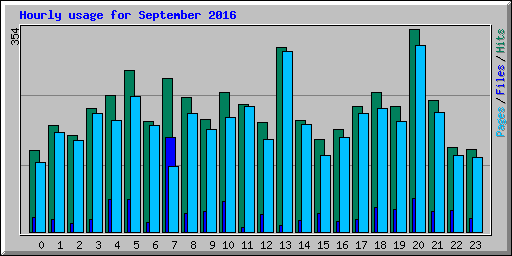 Hourly usage for September 2016
354
Pages/Files/Hits
0 1 2 3 4 5 6 7 8 9 10 11 12 13 14 15 16 17 18 19 20 21 22 23